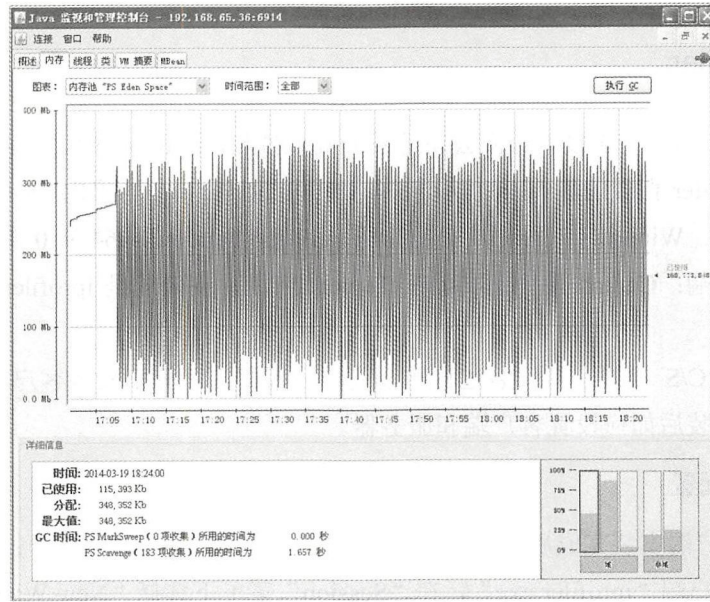 Java 监视和管理控制台 - 192.168.65.36:6914
连接 窗口 帮助
概述 内存 线程 类 VM 摘要 MBean
图表: 内存池 "PS Eden Space" 时间范围: 全部 执行 GC
400 Mb
300 Mb
200 Mb
100 Mb
0.0 Mb
已使用
17:05 17:10 17:15 17:20 17:25 17:30 17:35 17:40 17:45 17:50 17:55 18:00 18:05 18:10 18:15 18:20
详细信息
时间: 2014-03-19 18:24:00
已使用: 115,393 Kb
分配: 348,352 Kb
最大值: 348,352 Kb
GC 时间: PS MarkSweep ( 0 项收集 ) 所用的时间为 0.000 秒
PS Scavenge ( 183 项收集 ) 所用的时间为 1.657 秒
100%
75%
50%
25%
0%
堆 非堆